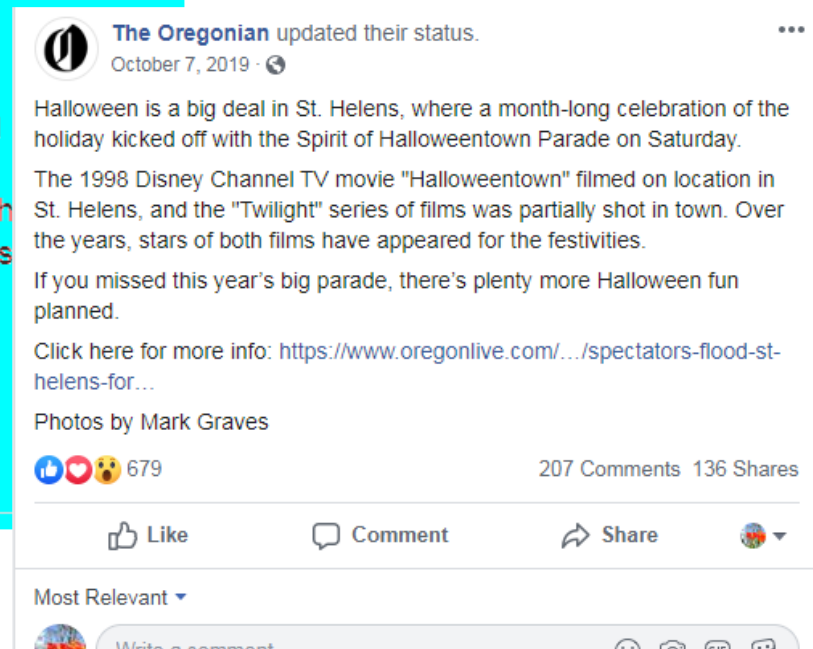 The Oregonian updated their status.
October 7, 2019 ·
Halloween is a big deal in St. Helens, where a month-long celebration of the
holiday kicked off with the Spirit of Halloweentown Parade on Saturday.
The 1998 Disney Channel TV movie "Halloweentown" filmed on location in
St. Helens, and the "Twilight" series of films was partially shot in town. Over
the years, stars of both films have appeared for the festivities.
If you missed this year's big parade, there's plenty more Halloween fun
planned.
Click here for more info: https://www.oregonlive.com/…/spectators-flood-st-
helens-for…
Photos by Mark Graves
679
207 Comments 136 Shares
Like Comment Share
Most Relevant
Write a comment